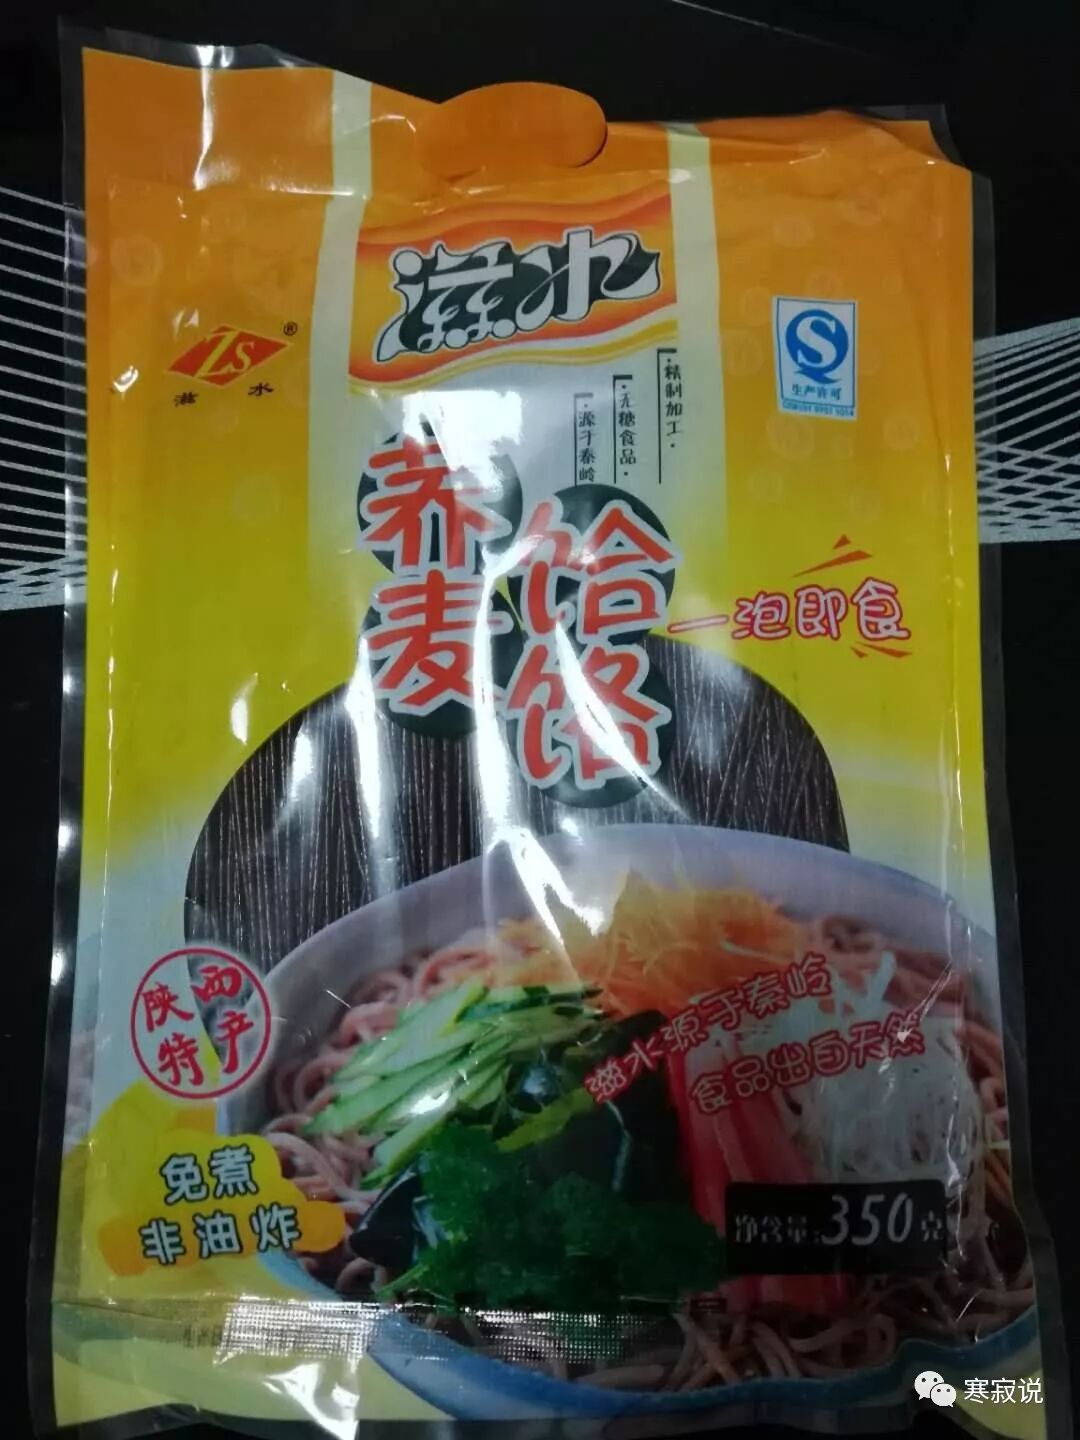 滋水
ZS®
滋水
·精制加工·
·无糖食品·
·源于秦岭
S
生产许可
荞麦
饸饹
一泡即食
陕西
特产
滋水源于秦岭
食品出自天然
免煮
非油炸
净含量:350克
寒寂说